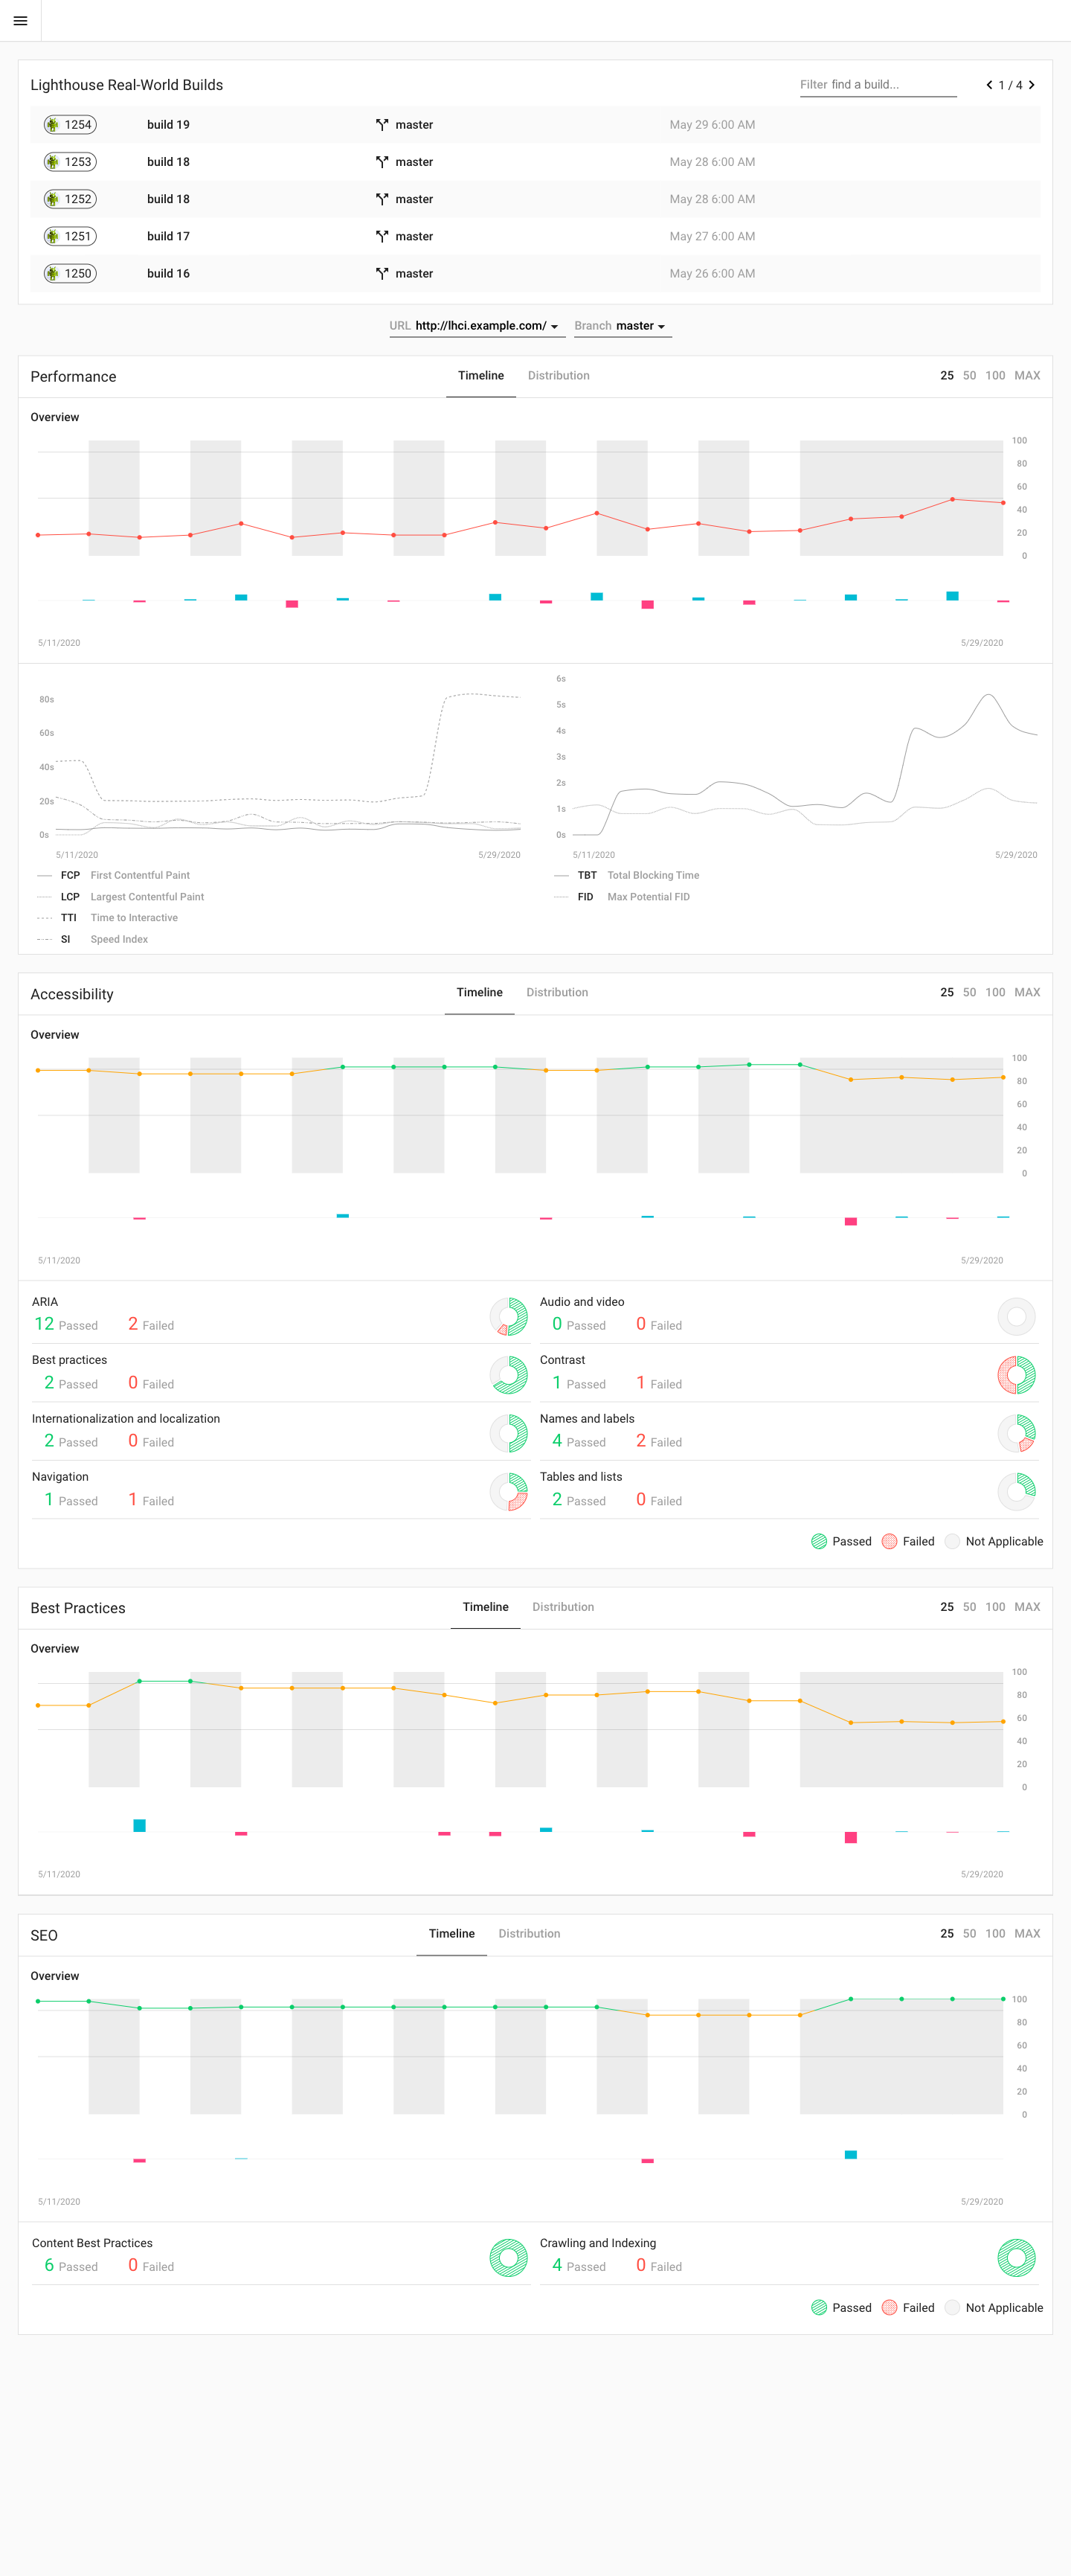 Lighthouse Real-World Builds
Filter find a build... 1 / 4
1254 build 19 master May 29 6:00 AM
1253 build 18 master May 28 6:00 AM
1252 build 18 master May 28 6:00 AM
1251 build 17 master May 27 6:00 AM
1250 build 16 master May 26 6:00 AM
URL http://lhci.example.com/ Branch master
Performance Timeline Distribution 25 50 100 MAX
Overview
100
80
60
40
20
0
5/11/2020 5/29/2020
80s
60s
40s
20s
0s
5/11/2020 5/29/2020
FCP First Contentful Paint
LCP Largest Contentful Paint
TTI Time to Interactive
SI Speed Index
6s
5s
4s
3s
2s
1s
0s
5/11/2020 5/29/2020
TBT Total Blocking Time
FID Max Potential FID
Accessibility Timeline Distribution 25 50 100 MAX
Overview
100
80
60
40
20
0
5/11/2020 5/29/2020
ARIA
12 Passed 2 Failed
Audio and video
0 Passed 0 Failed
Best practices
2 Passed 0 Failed
Contrast
1 Passed 1 Failed
Internationalization and localization
2 Passed 0 Failed
Names and labels
4 Passed 2 Failed
Navigation
1 Passed 1 Failed
Tables and lists
2 Passed 0 Failed
Passed Failed Not Applicable
Best Practices Timeline Distribution 25 50 100 MAX
Overview
100
80
60
40
20
0
5/11/2020 5/29/2020
SEO Timeline Distribution 25 50 100 MAX
Overview
100
80
60
40
20
0
5/11/2020 5/29/2020
Content Best Practices
6 Passed 0 Failed
Crawling and Indexing
4 Passed 0 Failed
Passed Failed Not Applicable